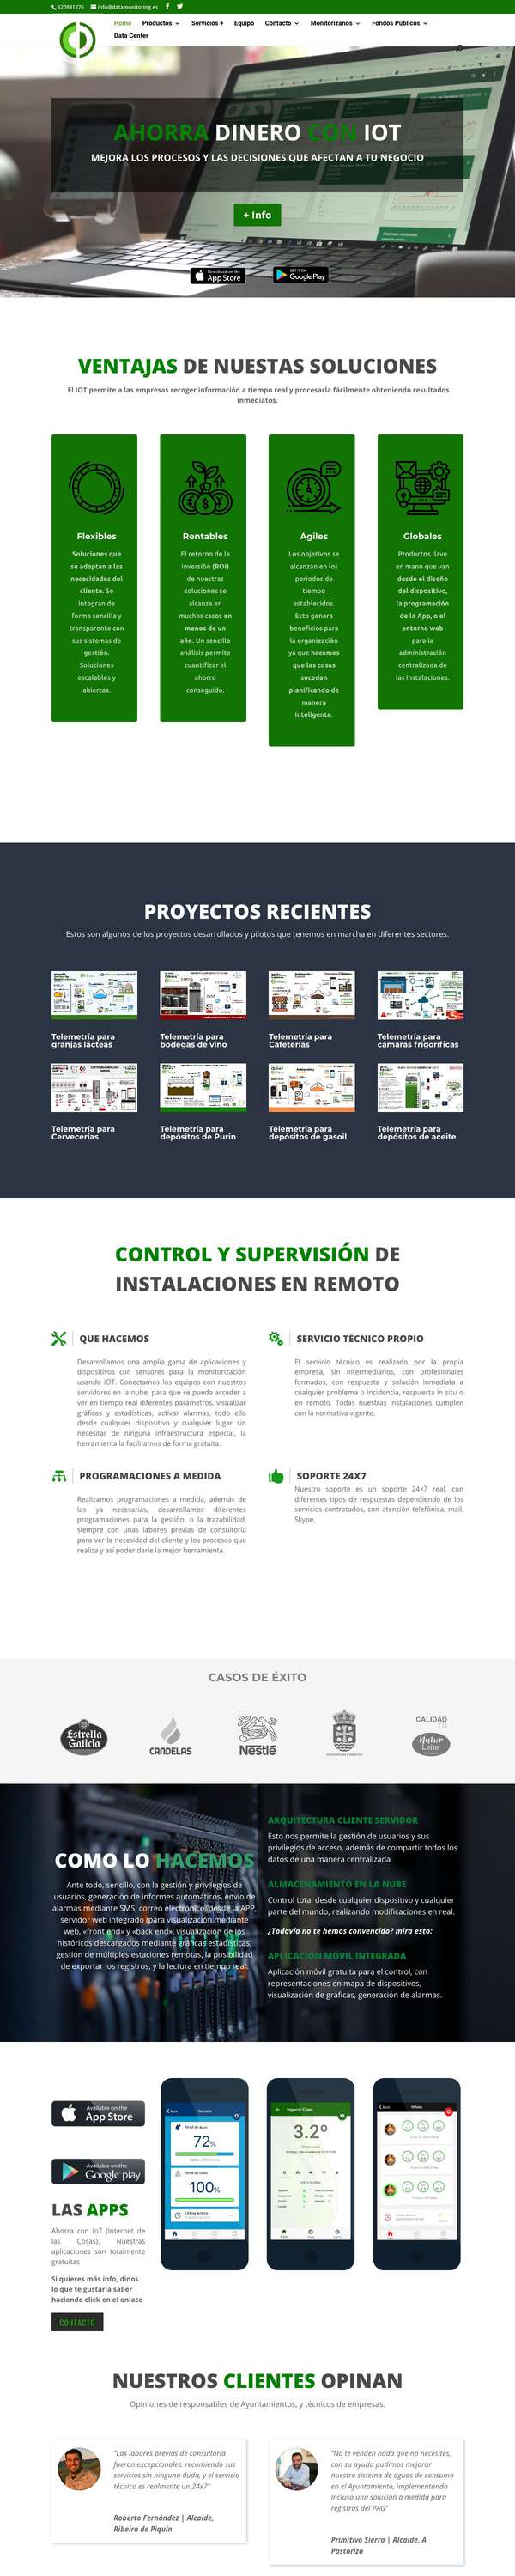 620981276 info@datamonitoring.es
Home Productos Servicios Equipo Contacto Monitorízanos Fondos Públicos
Data Center
AHORRA DINERO CON IOT
MEJORA LOS PROCESOS Y LAS DECISIONES QUE AFECTAN A TU NEGOCIO
+ Info
Download on the App Store
GET IT ON Google Play
VENTAJAS DE NUESTAS SOLUCIONES
El IOT permite a las empresas recoger información a tiempo real y procesarla fácilmente obteniendo resultados
inmediatos.
Flexibles
Soluciones que
se adaptan a las
necesidades del
cliente. Se
integran de
forma sencilla y
transparente con
sus sistemas de
gestión.
Soluciones
escalables y
abiertas.
Rentables
El retorno de la
inversión (ROI)
de nuestras
soluciones se
alcanza en
muchos casos en
menos de un
año. Un sencillo
análisis permite
cuantificar el
ahorro
conseguido.
Ágiles
Los objetivos se
alcanzan en los
periodos de
tiempo
establecidos.
Esto genera
beneficios para
la organización
ya que hacemos
que las cosas
sucedan
planificando de
manera
inteligente.
Globales
Productos llave
en mano que van
desde el diseño
del dispositivo,
la programación
de la App, o el
entorno web
para la
administración
centralizada de
las instalaciones.
PROYECTOS RECIENTES
Estos son algunos de los proyectos desarrollados y pilotos que tenemos en marcha en diferentes sectores.
Telemetría para
granjas lácteas
Telemetría para
bodegas de vino
Telemetría para
Cafeterías
Telemetría para
cámaras frigoríficas
Telemetría para
Cervecerías
Telemetría para
depósitos de Purín
Telemetría para
depósitos de gasoil
Telemetría para
depósitos de aceite
CONTROL Y SUPERVISIÓN DE
INSTALACIONES EN REMOTO
QUE HACEMOS
Desarrollamos una amplia gama de aplicaciones y
dispositivos con sensores para la monitorización
usando iOT. Conectamos los equipos con nuestros
servidores en la nube, para que se pueda acceder a
ver en tiempo real diferentes parámetros, visualizar
gráficas y estadísticas, activar alarmas, todo ello
desde cualquier dispositivo y cualquier lugar sin
necesitar de ninguna infraestructura especial, la
herramienta la facilitamos de forma gratuita.
SERVICIO TÉCNICO PROPIO
El servicio técnico es realizado por la propia
empresa, sin intermediarios, con profesionales
formados, con respuesta y solución inmediata a
cualquier problema o incidencia, respuesta in situ o
en remoto. Todas nuestras instalaciones cumplen
con la normativa vigente.
PROGRAMACIONES A MEDIDA
Realizamos programaciones a medida, además de
las ya necesarias, desarrollamos diferentes
programaciones para la gestión, o la trazabilidad,
siempre con unas labores previas de consultoría
para ver la necesidad del cliente y los procesos que
realiza y así poder darle la mejor herramienta.
SOPORTE 24X7
Nuestro soporte es un soporte 24×7 real, con
diferentes tipos de respuestas dependiendo de los
servicios contratados, con atención telefónica, mail,
Skype.
CASOS DE ÉXITO
Estrella
Galicia
CANDELAS
Nestlé
CALIDAD
Natur
Leite
COMO LO HACEMOS
Ante todo, sencillo, con la gestión y privilegios de
usuarios, generación de informes automáticos, envío de
alarmas mediante SMS, correo electrónico, desde la APP,
servidor web integrado (para visualización mediante
web, «front end» y «back end», visualización de los
históricos descargados mediante gráficas estadísticas,
gestión de múltiples estaciones remotas, la posibilidad
de exportar los registros, y la lectura en tiempo real.
ARQUITECTURA CLIENTE SERVIDOR
Esto nos permite la gestión de usuarios y sus
privilegios de acceso, además de compartir todos los
datos de una manera centralizada
ALMACENAMIENTO EN LA NUBE
Control total desde cualquier dispositivo y cualquier
parte del mundo, realizando modificaciones en real.
¿Todavía no te hemos convencido? mira esto:
APLICACIÓN MÓVIL INTEGRADA
Aplicación móvil gratuita para el control, con
representaciones en mapa de dispositivos,
visualización de gráficas, generación de alarmas.
Available on the
App Store
Available on the
Google play
72%
100%
3.2º
LAS APPS
Ahorra con IoT (Internet de
las Cosas). Nuestras
aplicaciones son totalmente
gratuitas
Si quieres más info, dinos
lo que te gustaría saber
haciendo click en el enlace
CONTACTO
NUESTROS CLIENTES OPINAN
Opiniones de responsables de Ayuntamientos, y técnicos de empresas.
"Las labores previas de consultoría
fueron excepcionales. recomiendo sus
servicios sin ninguna duda, y el servicio
técnico es realmente un 24x7"
Roberto Fernández | Alcalde,
Ribeira de Piquín
"No te venden nada que no necesites,
con su ayuda pudimos mejorar
nuestro sistema de aguas de consumo
en el Ayuntamiento, implementando
incluso una solución a medida para
registros del PAG"
Primitivo Sierra | Alcalde, A
Pastoriza